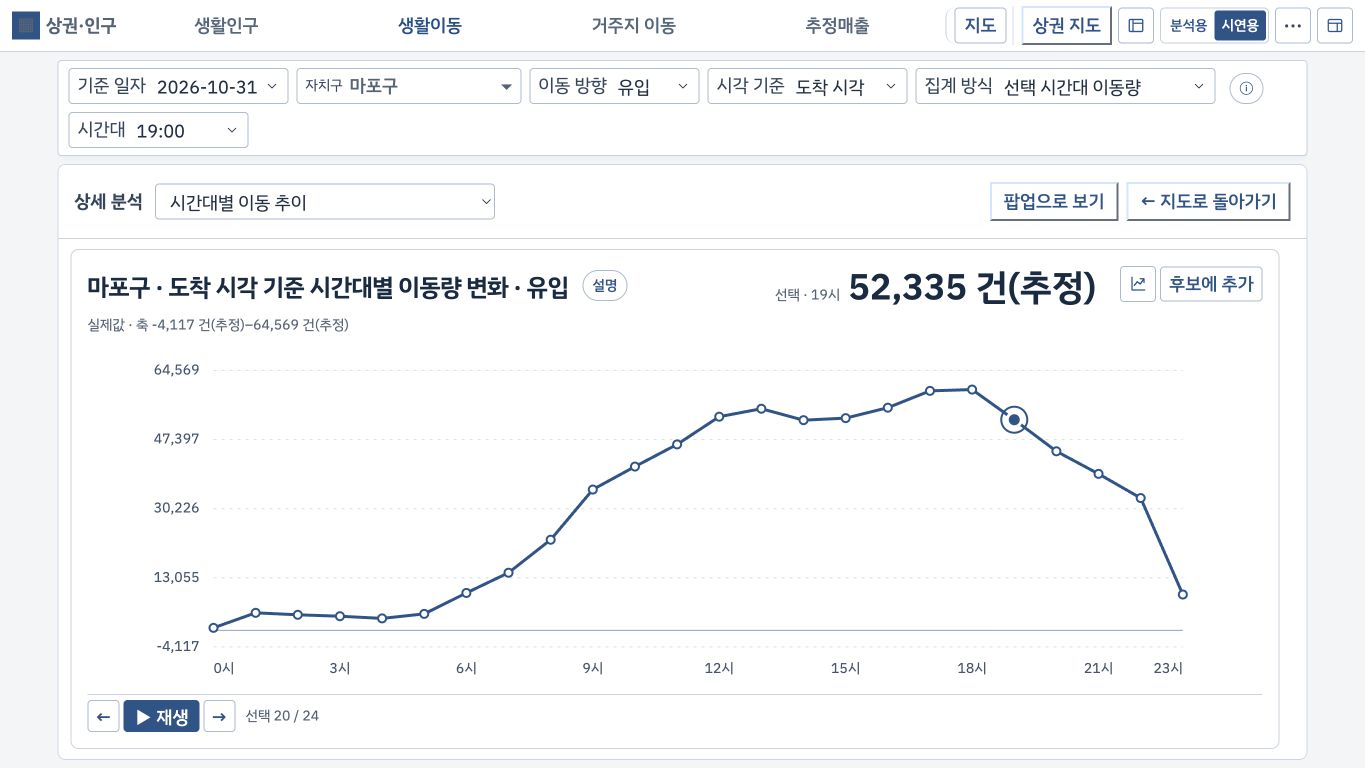 상권·인구 생활인구 생활이동 거주지 이동 추정매출 지도 상권 지도 분석용 시연용 ...
기준 일자 2026-10-31 자치구 마포구 이동 방향 유입 시각 기준 도착 시각 집계 방식 선택 시간대 이동량 ⓘ
시간대 19:00
상세 분석 시간대별 이동 추이 팝업으로 보기 ← 지도로 돌아가기
마포구 · 도착 시각 기준 시간대별 이동량 변화 · 유입 설명 선택 · 19시 52,335 건(추정) 후보에 추가
실제값 · 축 -4,117 건(추정)–64,569 건(추정)
64,569
47,397
30,226
13,055
-4,117
0시 3시 6시 9시 12시 15시 18시 21시 23시
← ▶ 재생 → 선택 20 / 24